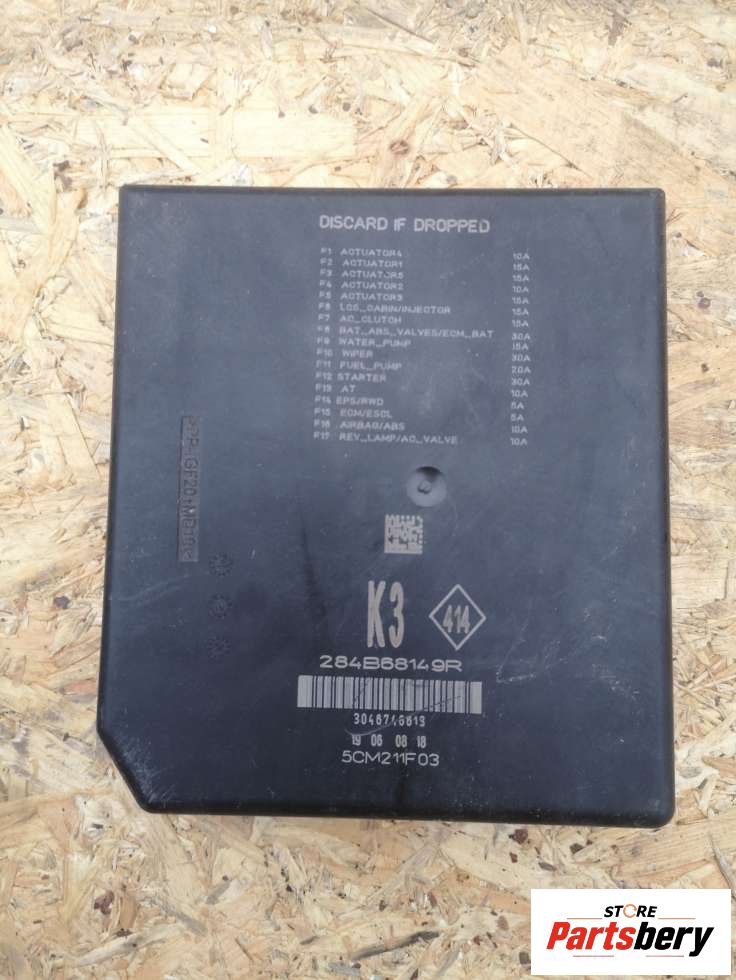 DISCARD IF DROPPED
F1 ACTUATOR4 10A
F2 ACTUATOR1 15A
F3 ACTUATOR5 15A
F4 ACTUATOR2 10A
F5 ACTUATOR3 15A
F6 LCS_CABIN/INJECTOR 15A
F7 AC_CLUTCH 15A
F8 BAT_ABS_VALVES/ECM_BAT 30A
F9 WATER_PUMP 15A
F10 WIPER 30A
F11 FUEL_PUMP 20A
F12 STARTER 30A
F13 AT 10A
F14 EPS/RWD 5A
F15 ECM/ESCL 5A
F16 AIRBAG/ABS 10A
F17 REV_LAMP/AC_VALVE 10A
K3 414
284B68149R
19 06 08 18
5CM211F03
STORE
Partsbery